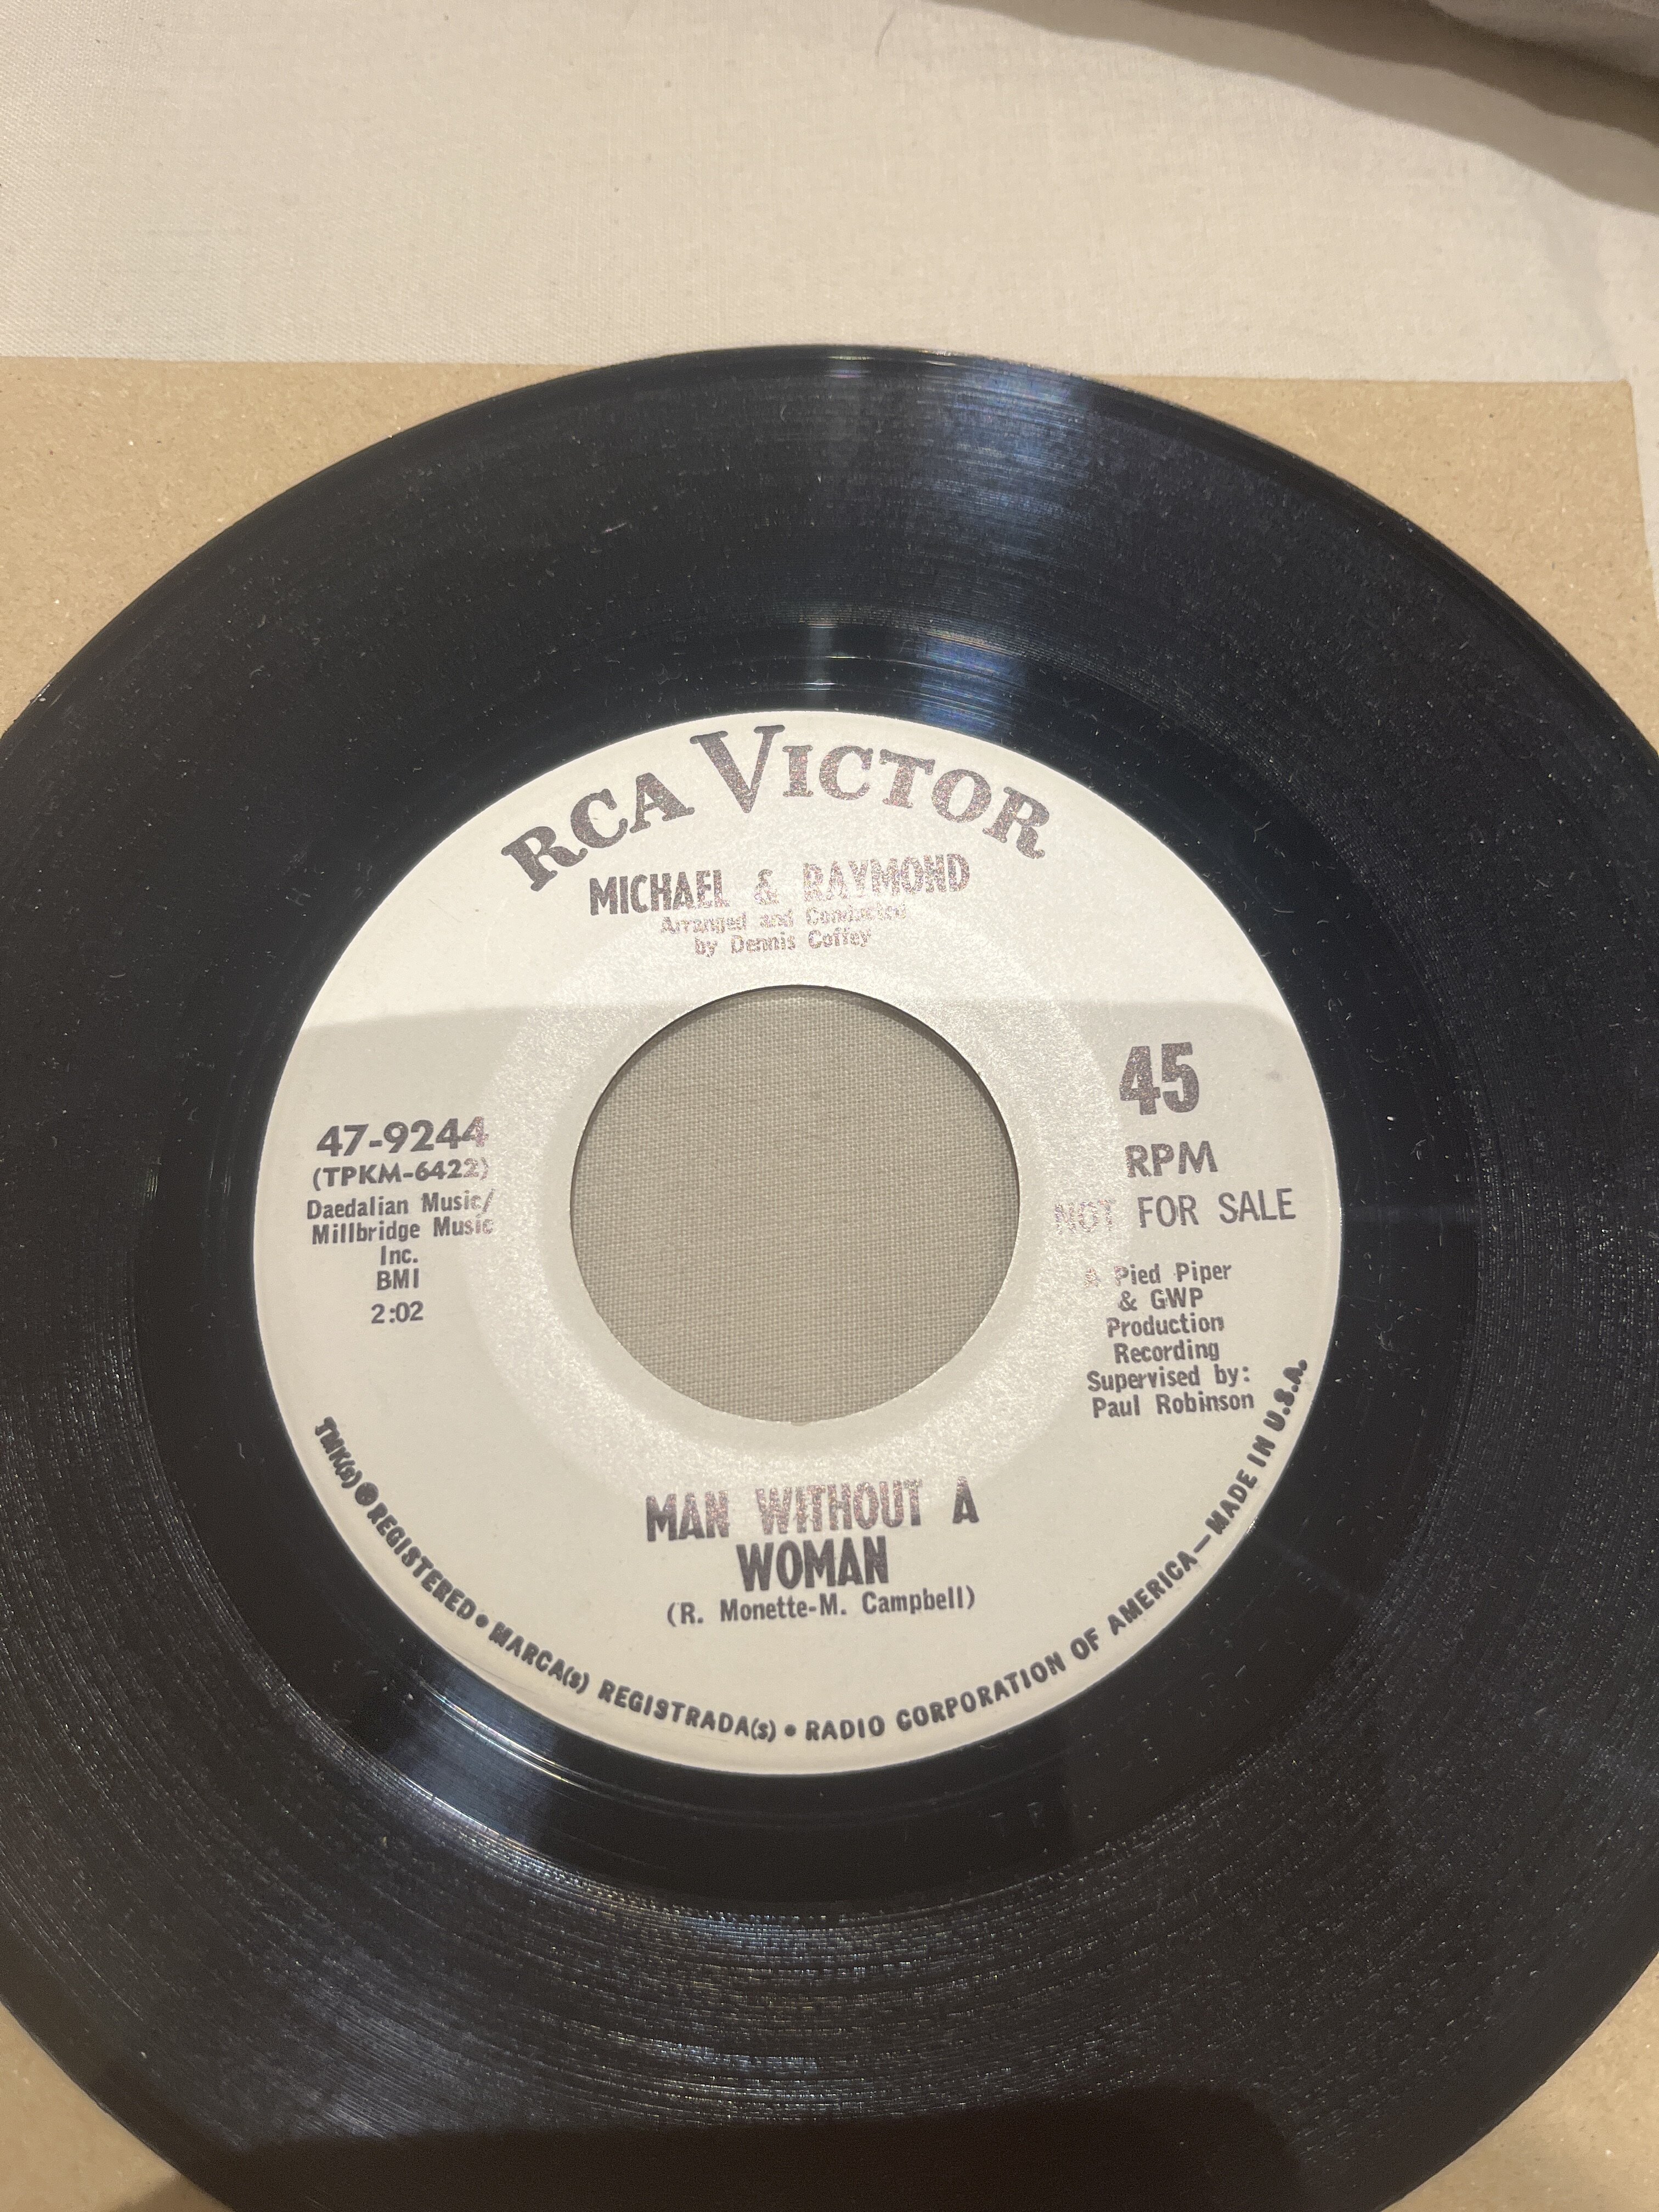 RCA VICTOR
MICHAEL & RAYMOND
Arranged and Conducted
by Dennis Coffey
47-9244
(TPKM-6422)
Daedalian Music/
Millbridge Music
Inc.
BMI
2:02
45
RPM
NOT FOR SALE
A Pied Piper
& GWP
Production
Recording
Supervised by:
Paul Robinson
MAN WITHOUT A
WOMAN
(R. Monette-M. Campbell)
TMK(s) ® REGISTERED • MARCA(s) REGISTRADA(s) • RADIO CORPORATION OF AMERICA—MADE IN U.S.A.